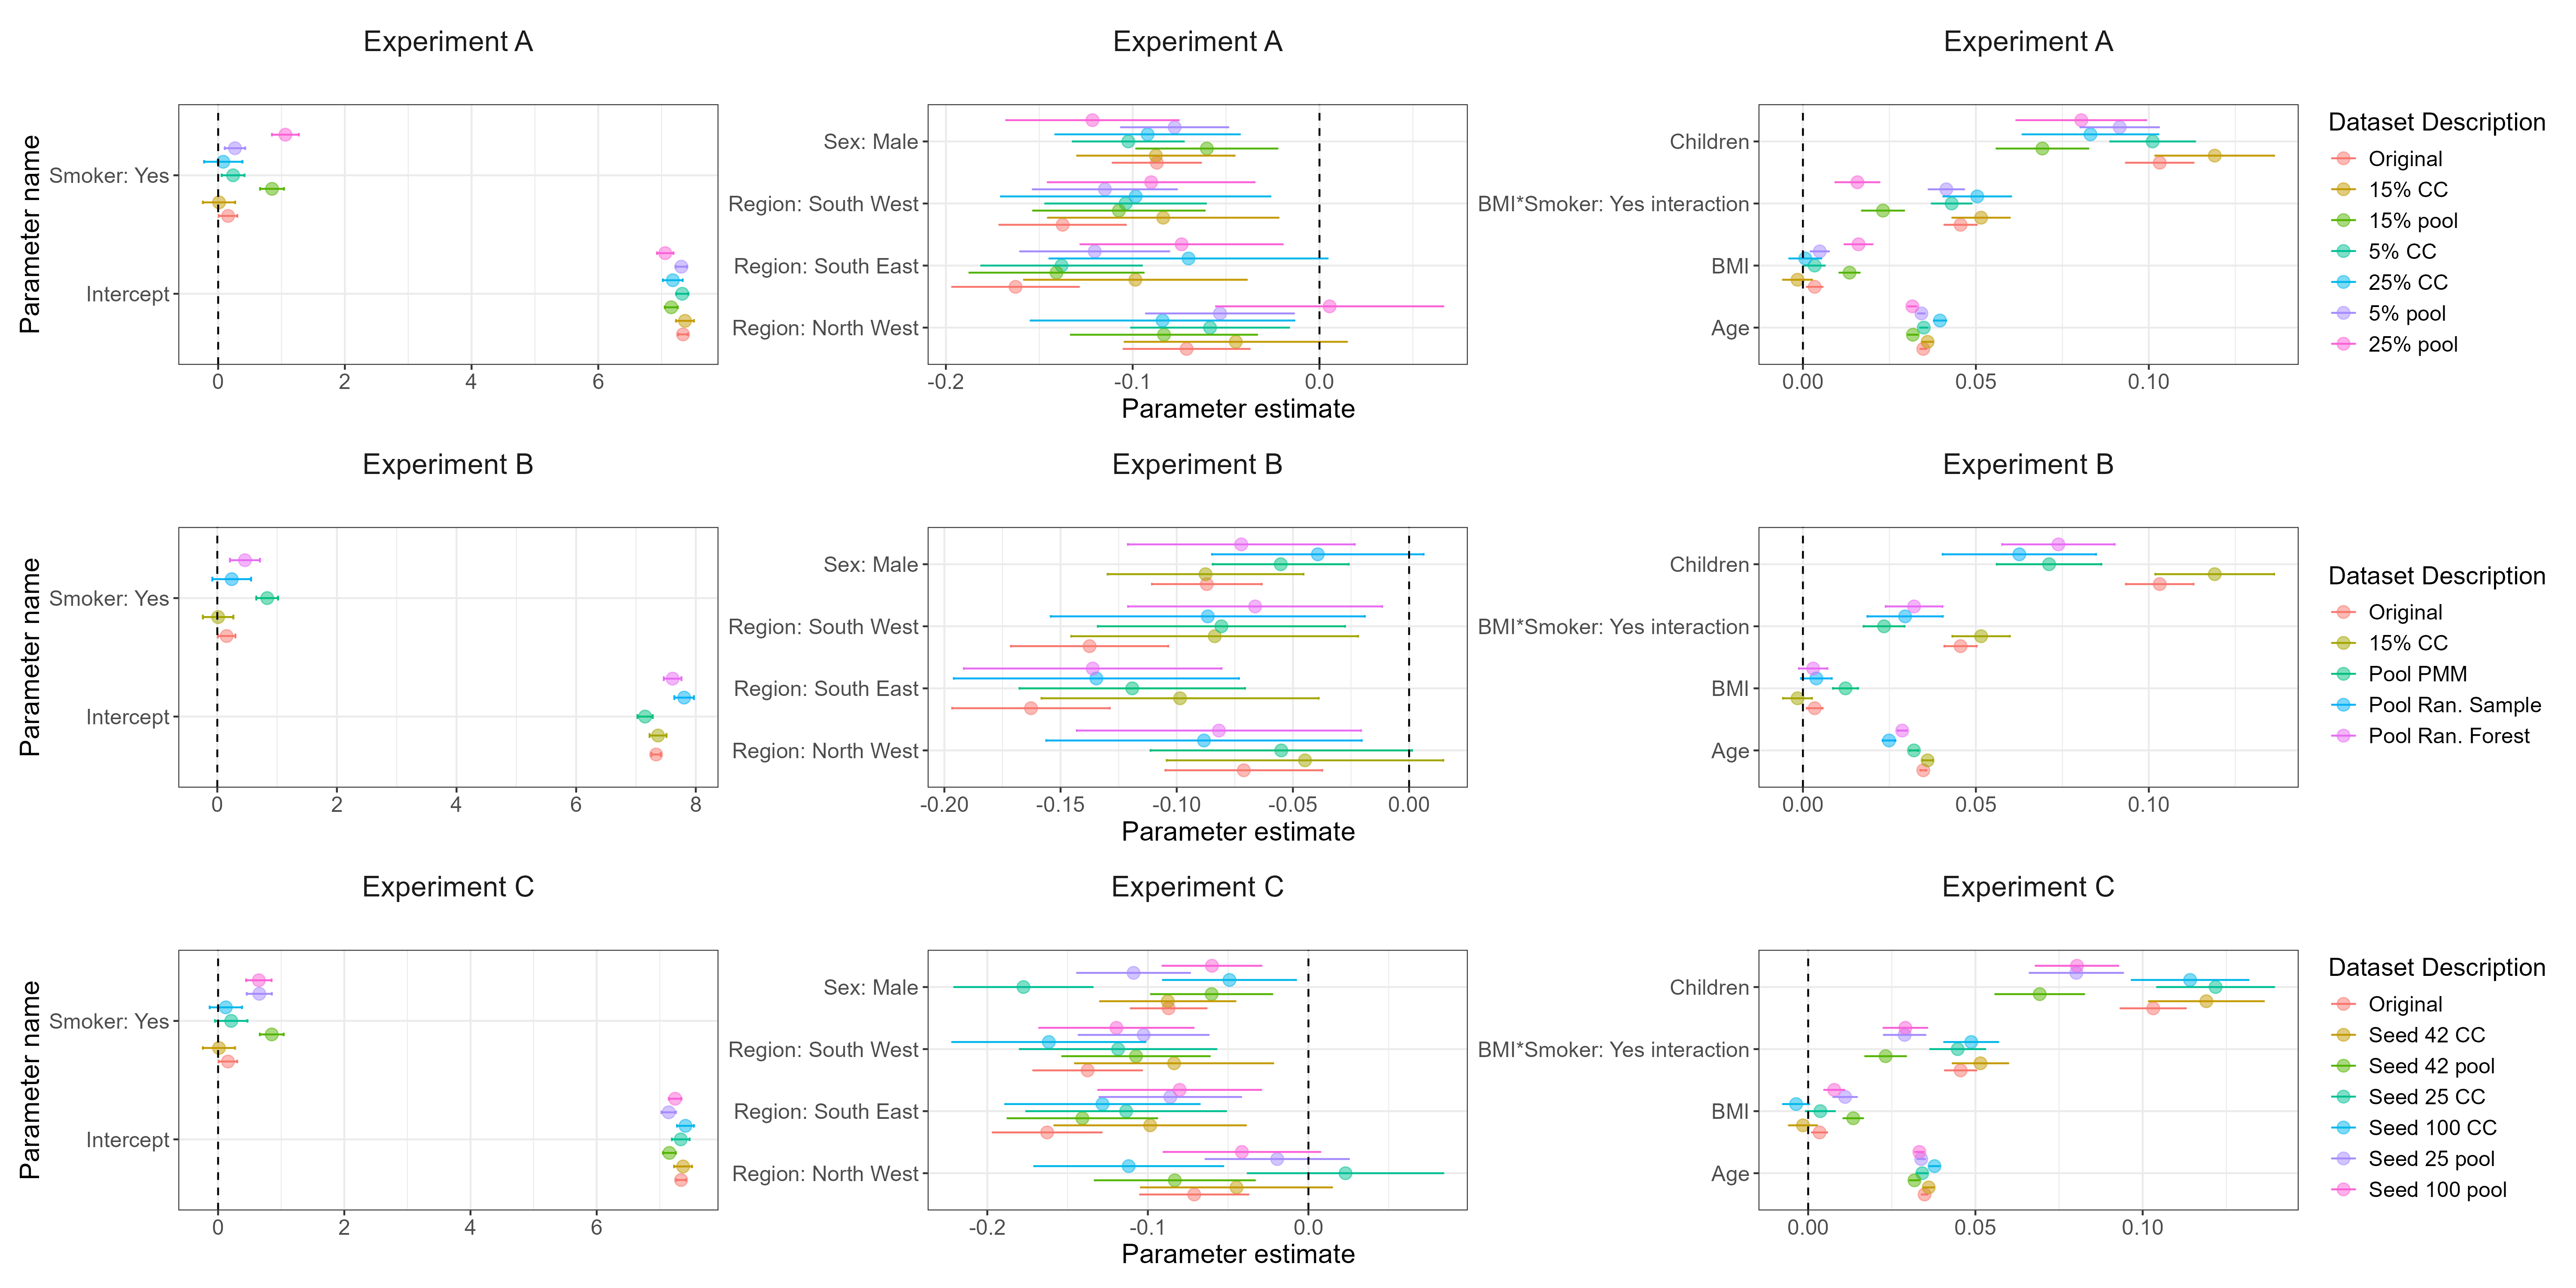 Experiment A
Experiment A
Experiment A
Parameter name
Smoker: Yes
Intercept
0
2
4
6
Sex: Male
Region: South West
Region: South East
Region: North West
-0.2
-0.1
0.0
Parameter estimate
Children
BMI*Smoker: Yes interaction
BMI
Age
0.00
0.05
0.10
Dataset Description
Original
15% CC
15% pool
5% CC
25% CC
5% pool
25% pool
Experiment B
Experiment B
Experiment B
Parameter name
Smoker: Yes
Intercept
0
2
4
6
8
Sex: Male
Region: South West
Region: South East
Region: North West
-0.20
-0.15
-0.10
-0.05
0.00
Parameter estimate
Children
BMI*Smoker: Yes interaction
BMI
Age
0.00
0.05
0.10
Dataset Description
Original
15% CC
Pool PMM
Pool Ran. Sample
Pool Ran. Forest
Experiment C
Experiment C
Experiment C
Parameter name
Smoker: Yes
Intercept
0
2
4
6
Sex: Male
Region: South West
Region: South East
Region: North West
-0.2
-0.1
0.0
Parameter estimate
Children
BMI*Smoker: Yes interaction
BMI
Age
0.00
0.05
0.10
Dataset Description
Original
Seed 42 CC
Seed 42 pool
Seed 25 CC
Seed 100 CC
Seed 25 pool
Seed 100 pool